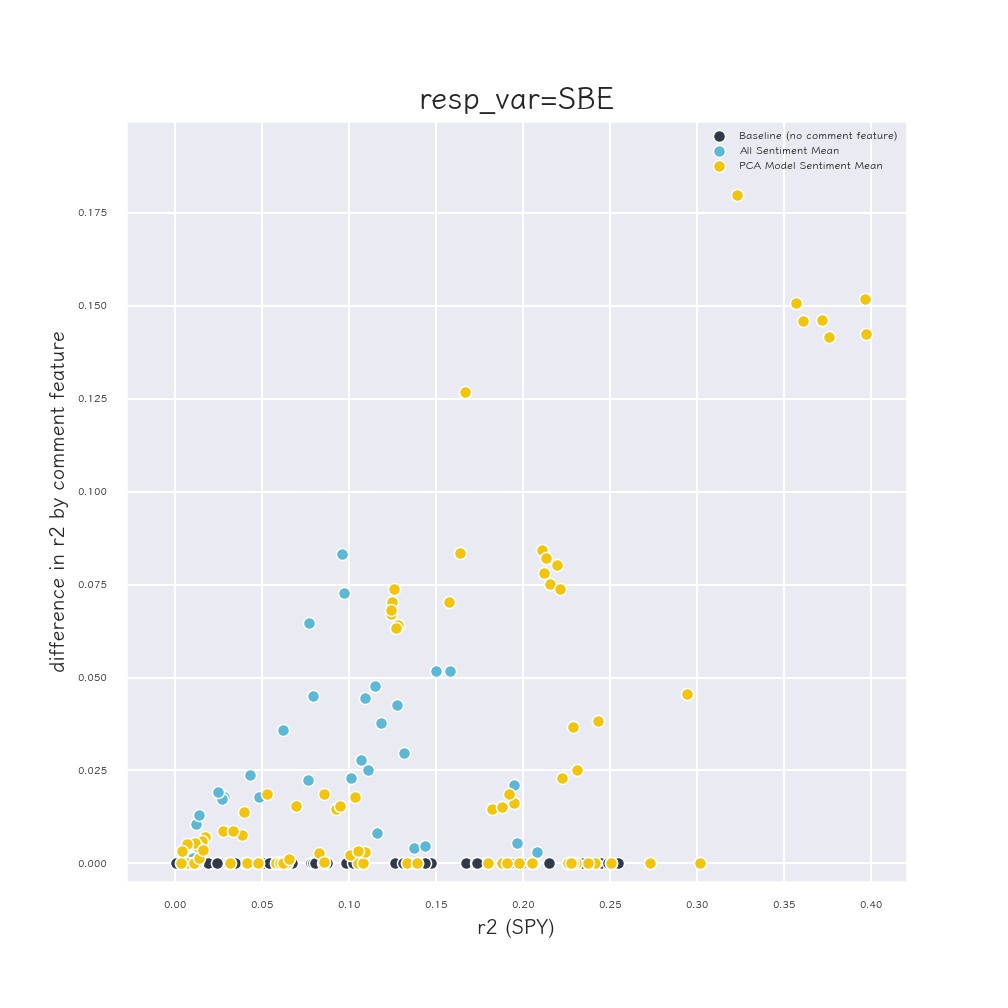 resp_var=SBE
Baseline (no comment feature)
All Sentiment Mean
PCA Model Sentiment Mean
difference in r2 by comment feature
0.175
0.150
0.125
0.100
0.075
0.050
0.025
0.000
0.00 0.05 0.10 0.15 0.20 0.25 0.30 0.35 0.40
r2 (SPY)